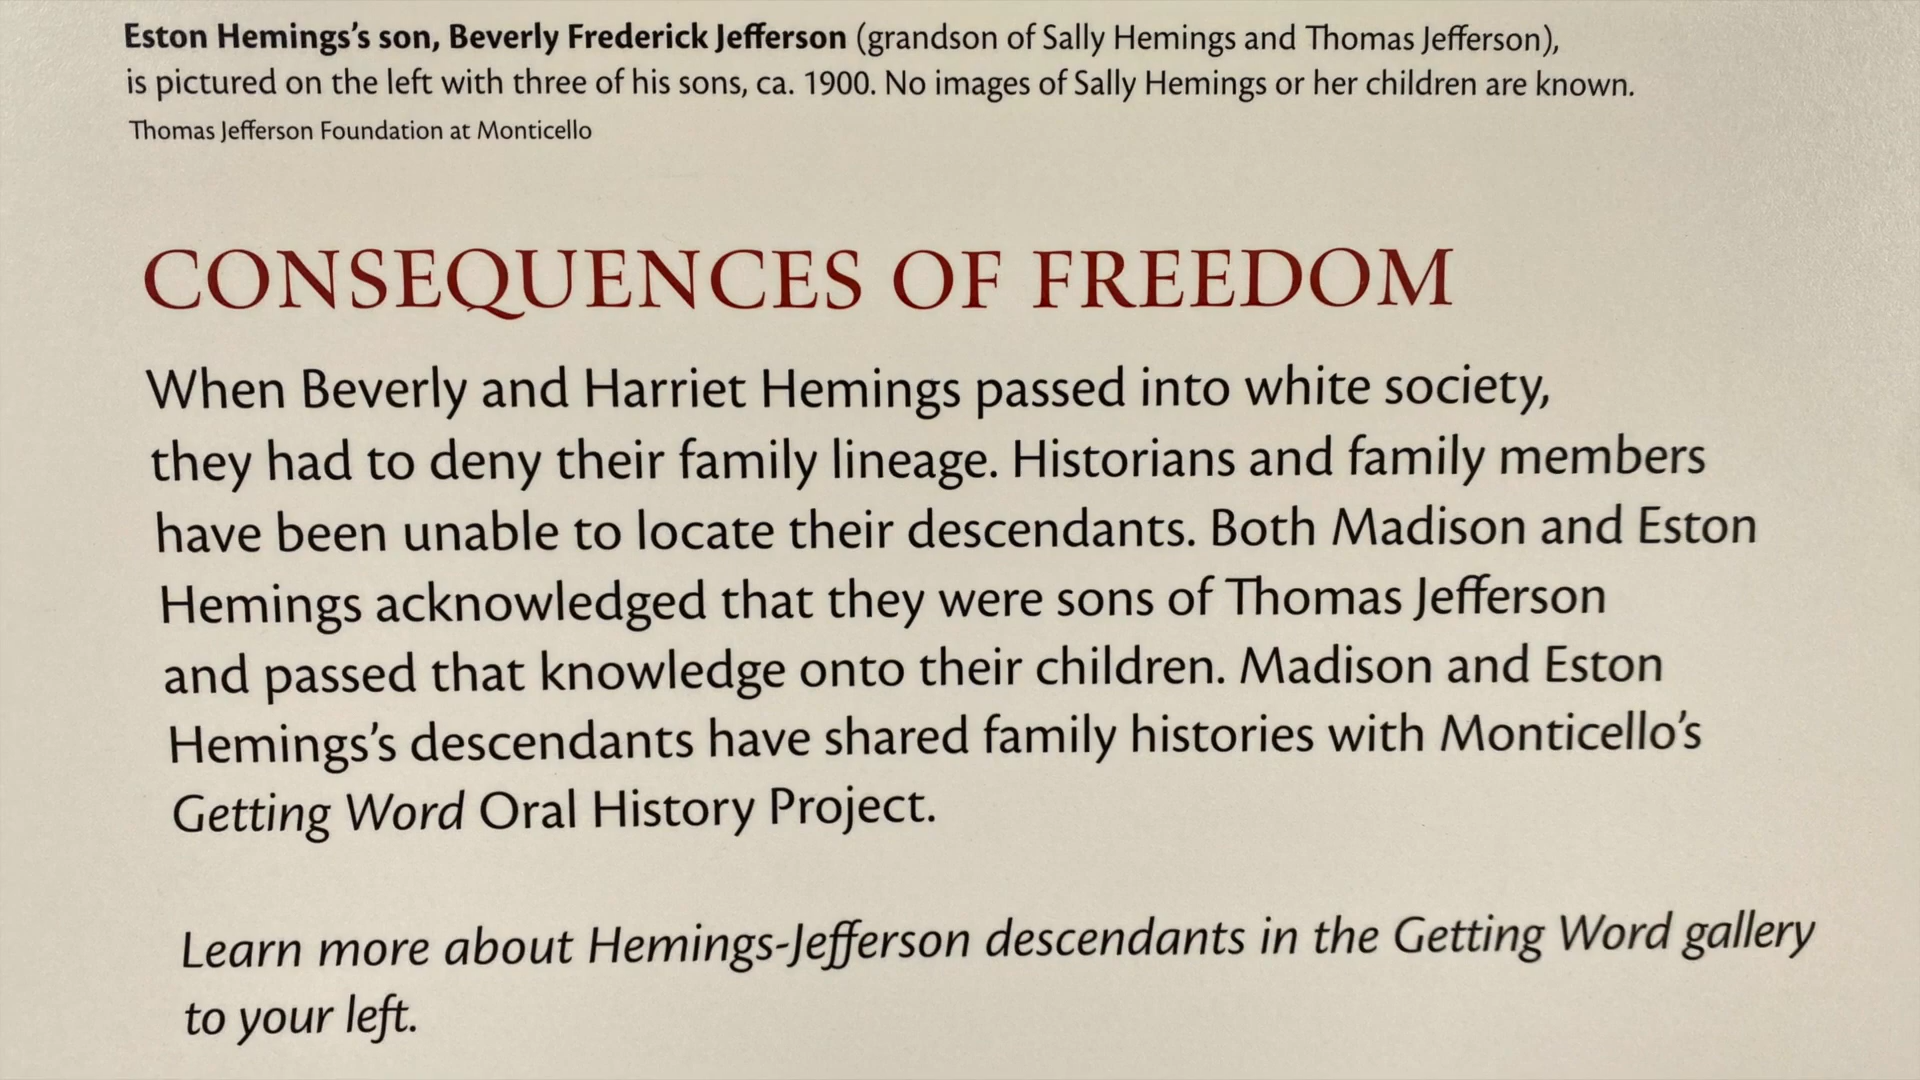 Eston Hemings’s son, Beverly Frederick Jefferson (grandson of Sally Hemings and Thomas Jefferson),
is pictured on the left with three of his sons, ca. 1900. No images of Sally Hemings or her children are known.
Thomas Jefferson Foundation at Monticello
CONSEQUENCES OF FREEDOM
When Beverly and Harriet Hemings passed into white society,
they had to deny their family lineage. Historians and family members
have been unable to locate their descendants. Both Madison and Eston
Hemings acknowledged that they were sons of Thomas Jefferson
and passed that knowledge onto their children. Madison and Eston
Hemings’s descendants have shared family histories with Monticello’s
Getting Word Oral History Project.
Learn more about Hemings-Jefferson descendants in the Getting Word gallery
to your left.